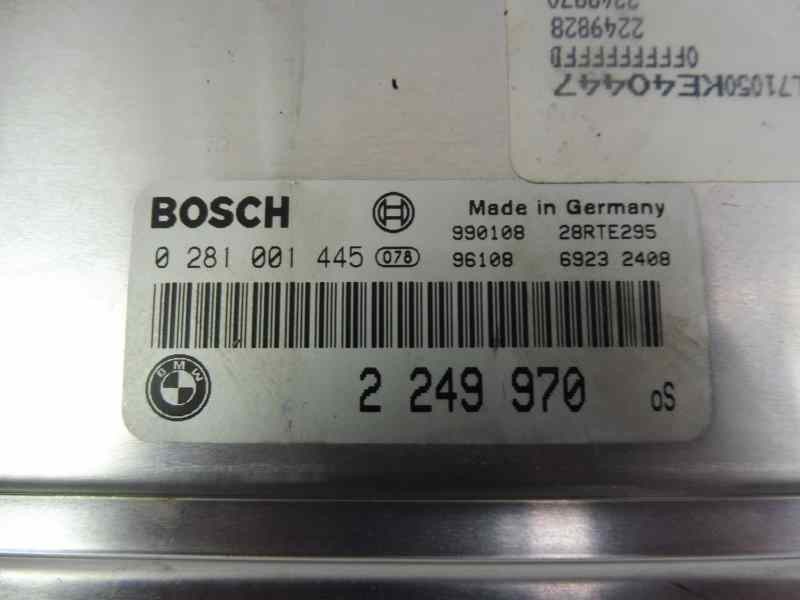 2249970
2249828
0FFFFFFFFD
L71050KE40447
BOSCH
Made in Germany
990108 28RTE295
0 281 001 445 078
96108 6923 2408
BMW
2 249 970 oS